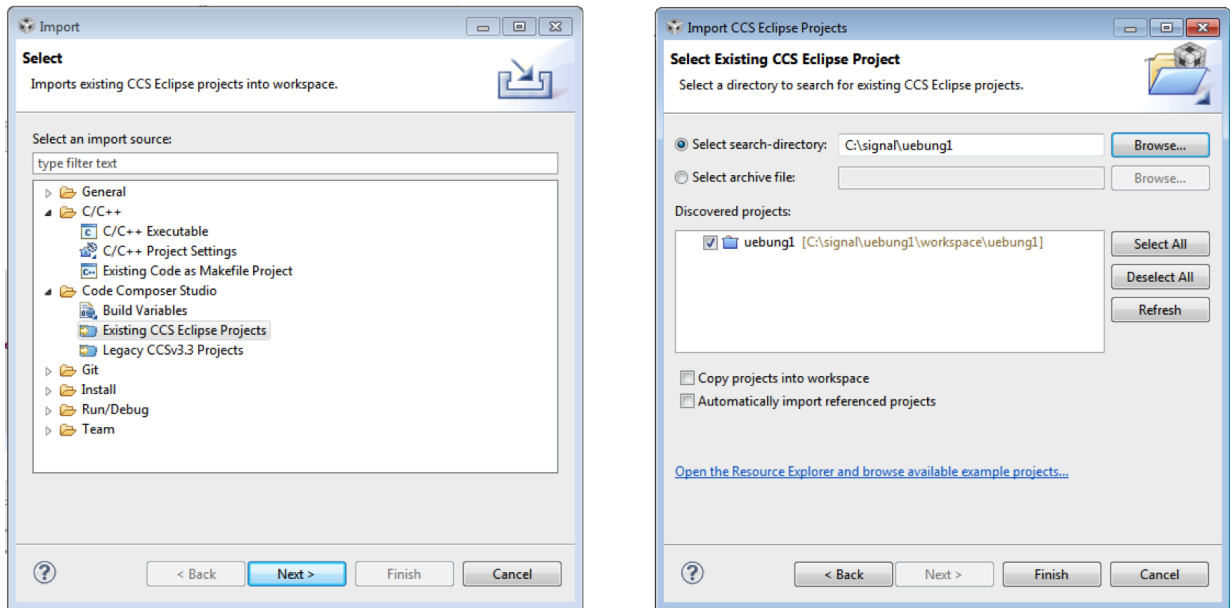 Import
Select
Imports existing CCS Eclipse projects into workspace.
Select an import source:
type filter text
General
C/C++
C/C++ Executable
C/C++ Project Settings
Existing Code as Makefile Project
Code Composer Studio
Build Variables
Existing CCS Eclipse Projects
Legacy CCSv3.3 Projects
Git
Install
Run/Debug
Team
< Back Next > Finish Cancel
Import CCS Eclipse Projects
Select Existing CCS Eclipse Project
Select a directory to search for existing CCS Eclipse projects.
Select search-directory: C:\signal\uebung1 Browse...
Select archive file: Browse...
Discovered projects:
uebung1 [C:\signal\uebung1\workspace\uebung1]
Select All
Deselect All
Refresh
Copy projects into workspace
Automatically import referenced projects
Open the Resource Explorer and browse available example projects...
< Back Next > Finish Cancel